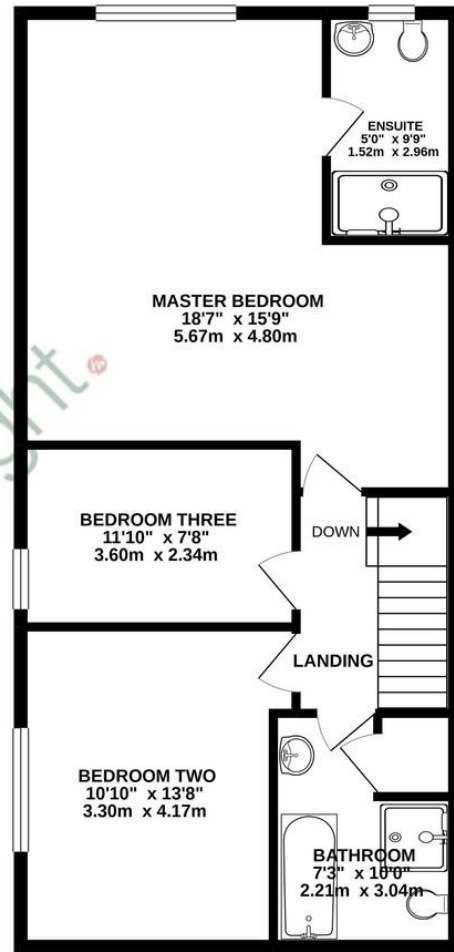 ENSUITE
5'0" x 9'9"
1.52m x 2.96m
MASTER BEDROOM
18'7" x 15'9"
5.67m x 4.80m
BEDROOM THREE
11'10" x 7'8"
3.60m x 2.34m
DOWN
LANDING
BEDROOM TWO
10'10" x 13'8"
3.30m x 4.17m
BATHROOM
7'3" x 10'0"
2.21m x 3.04m